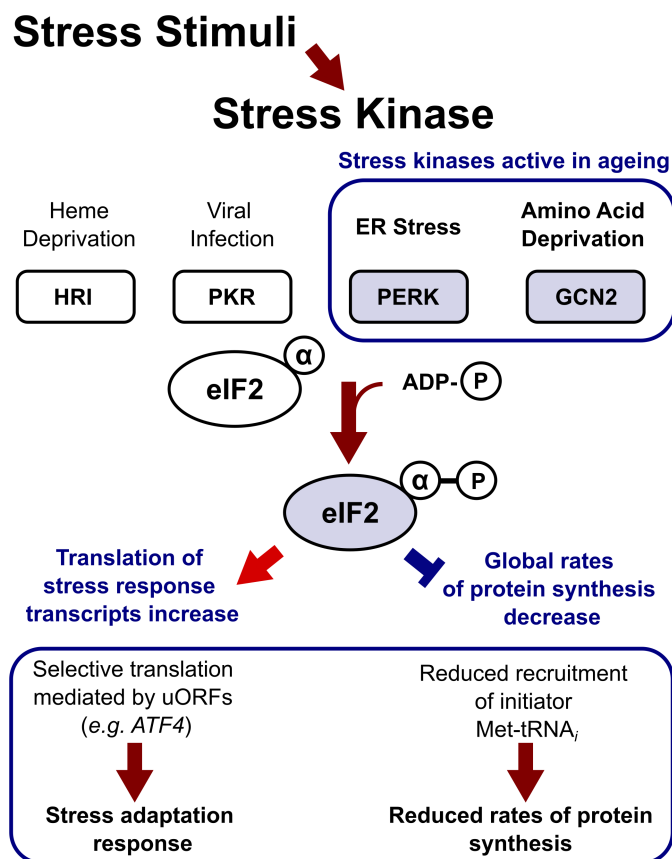 Stress Stimuli
Stress Kinase
Stress kinases active in ageing
Heme
Deprivation
Viral
Infection
ER Stress
Amino Acid
Deprivation
HRI
PKR
PERK
GCN2
α
eIF2
ADP-P
α-P
eIF2
Translation of
stress response
transcripts increase
Global rates
of protein synthesis
decrease
Selective translation
mediated by uORFs
(e.g. ATF4)
Reduced recruitment
of initiator
Met-tRNAi
Stress adaptation
response
Reduced rates of protein
synthesis